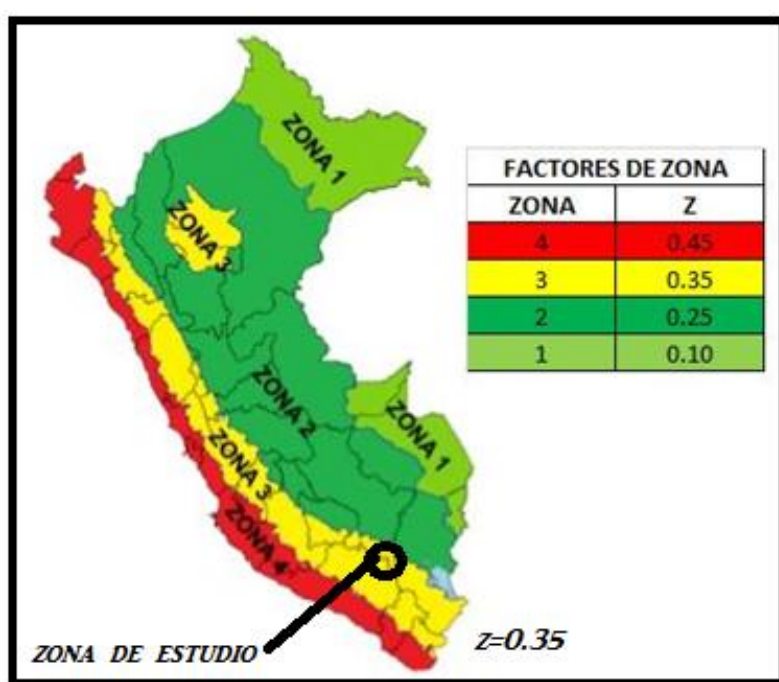 ZONA 1
ZONA 3
ZONA 2
ZONA 1
ZONA 3
ZONA 4
FACTORES DE ZONA
ZONA Z
4 0.45
3 0.35
2 0.25
1 0.10
ZONA DE ESTUDIO
Z=0.35